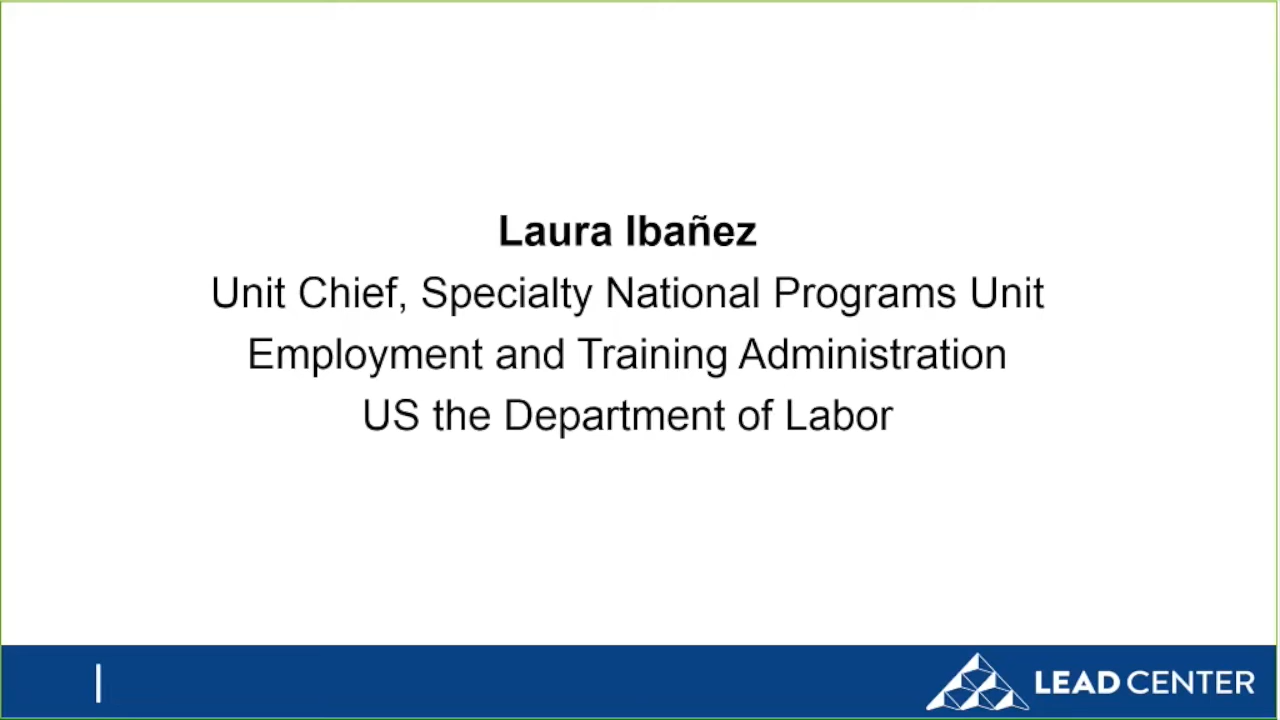 Laura Ibañez
Unit Chief, Specialty National Programs Unit
Employment and Training Administration
US the Department of Labor
LEAD CENTER